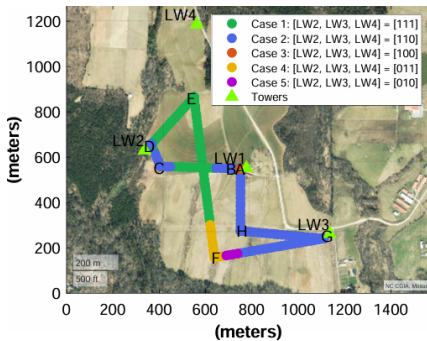 1200
1000
800
600
400
200
0
(meters)
0 200 400 600 800 1000 1200 1400
(meters)
LW4
LW2
LW1
LW3
E
D
C
BA
H
G
F
Case 1: [LW2, LW3, LW4] = [111]
Case 2: [LW2, LW3, LW4] = [110]
Case 3: [LW2, LW3, LW4] = [100]
Case 4: [LW2, LW3, LW4] = [011]
Case 5: [LW2, LW3, LW4] = [010]
Towers
200 m
500 ft
NC CGIA,